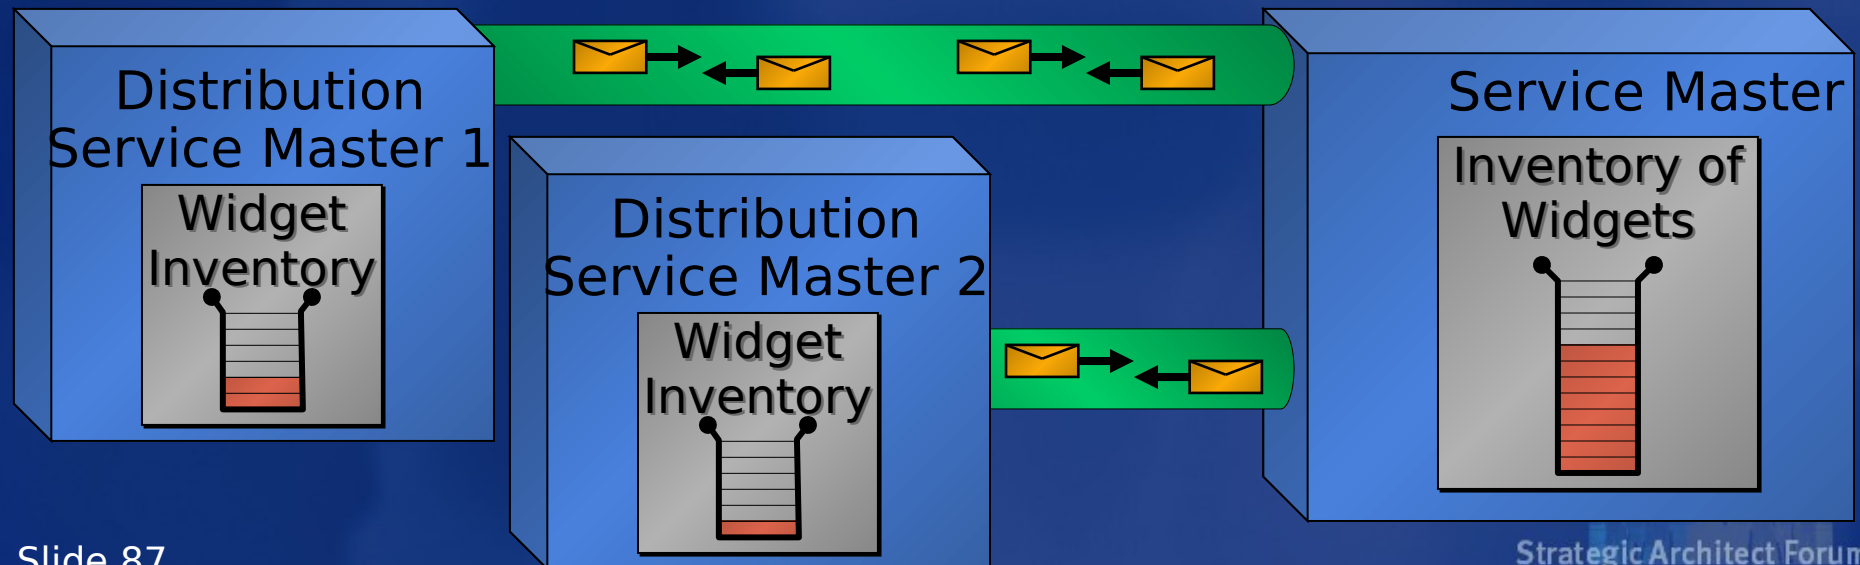 Distribution
Service Master 1
Widget
Inventory
Distribution
Service Master 2
Widget
Inventory
Service Master
Inventory of
Widgets
Slide 87
Strategic Architect Forum